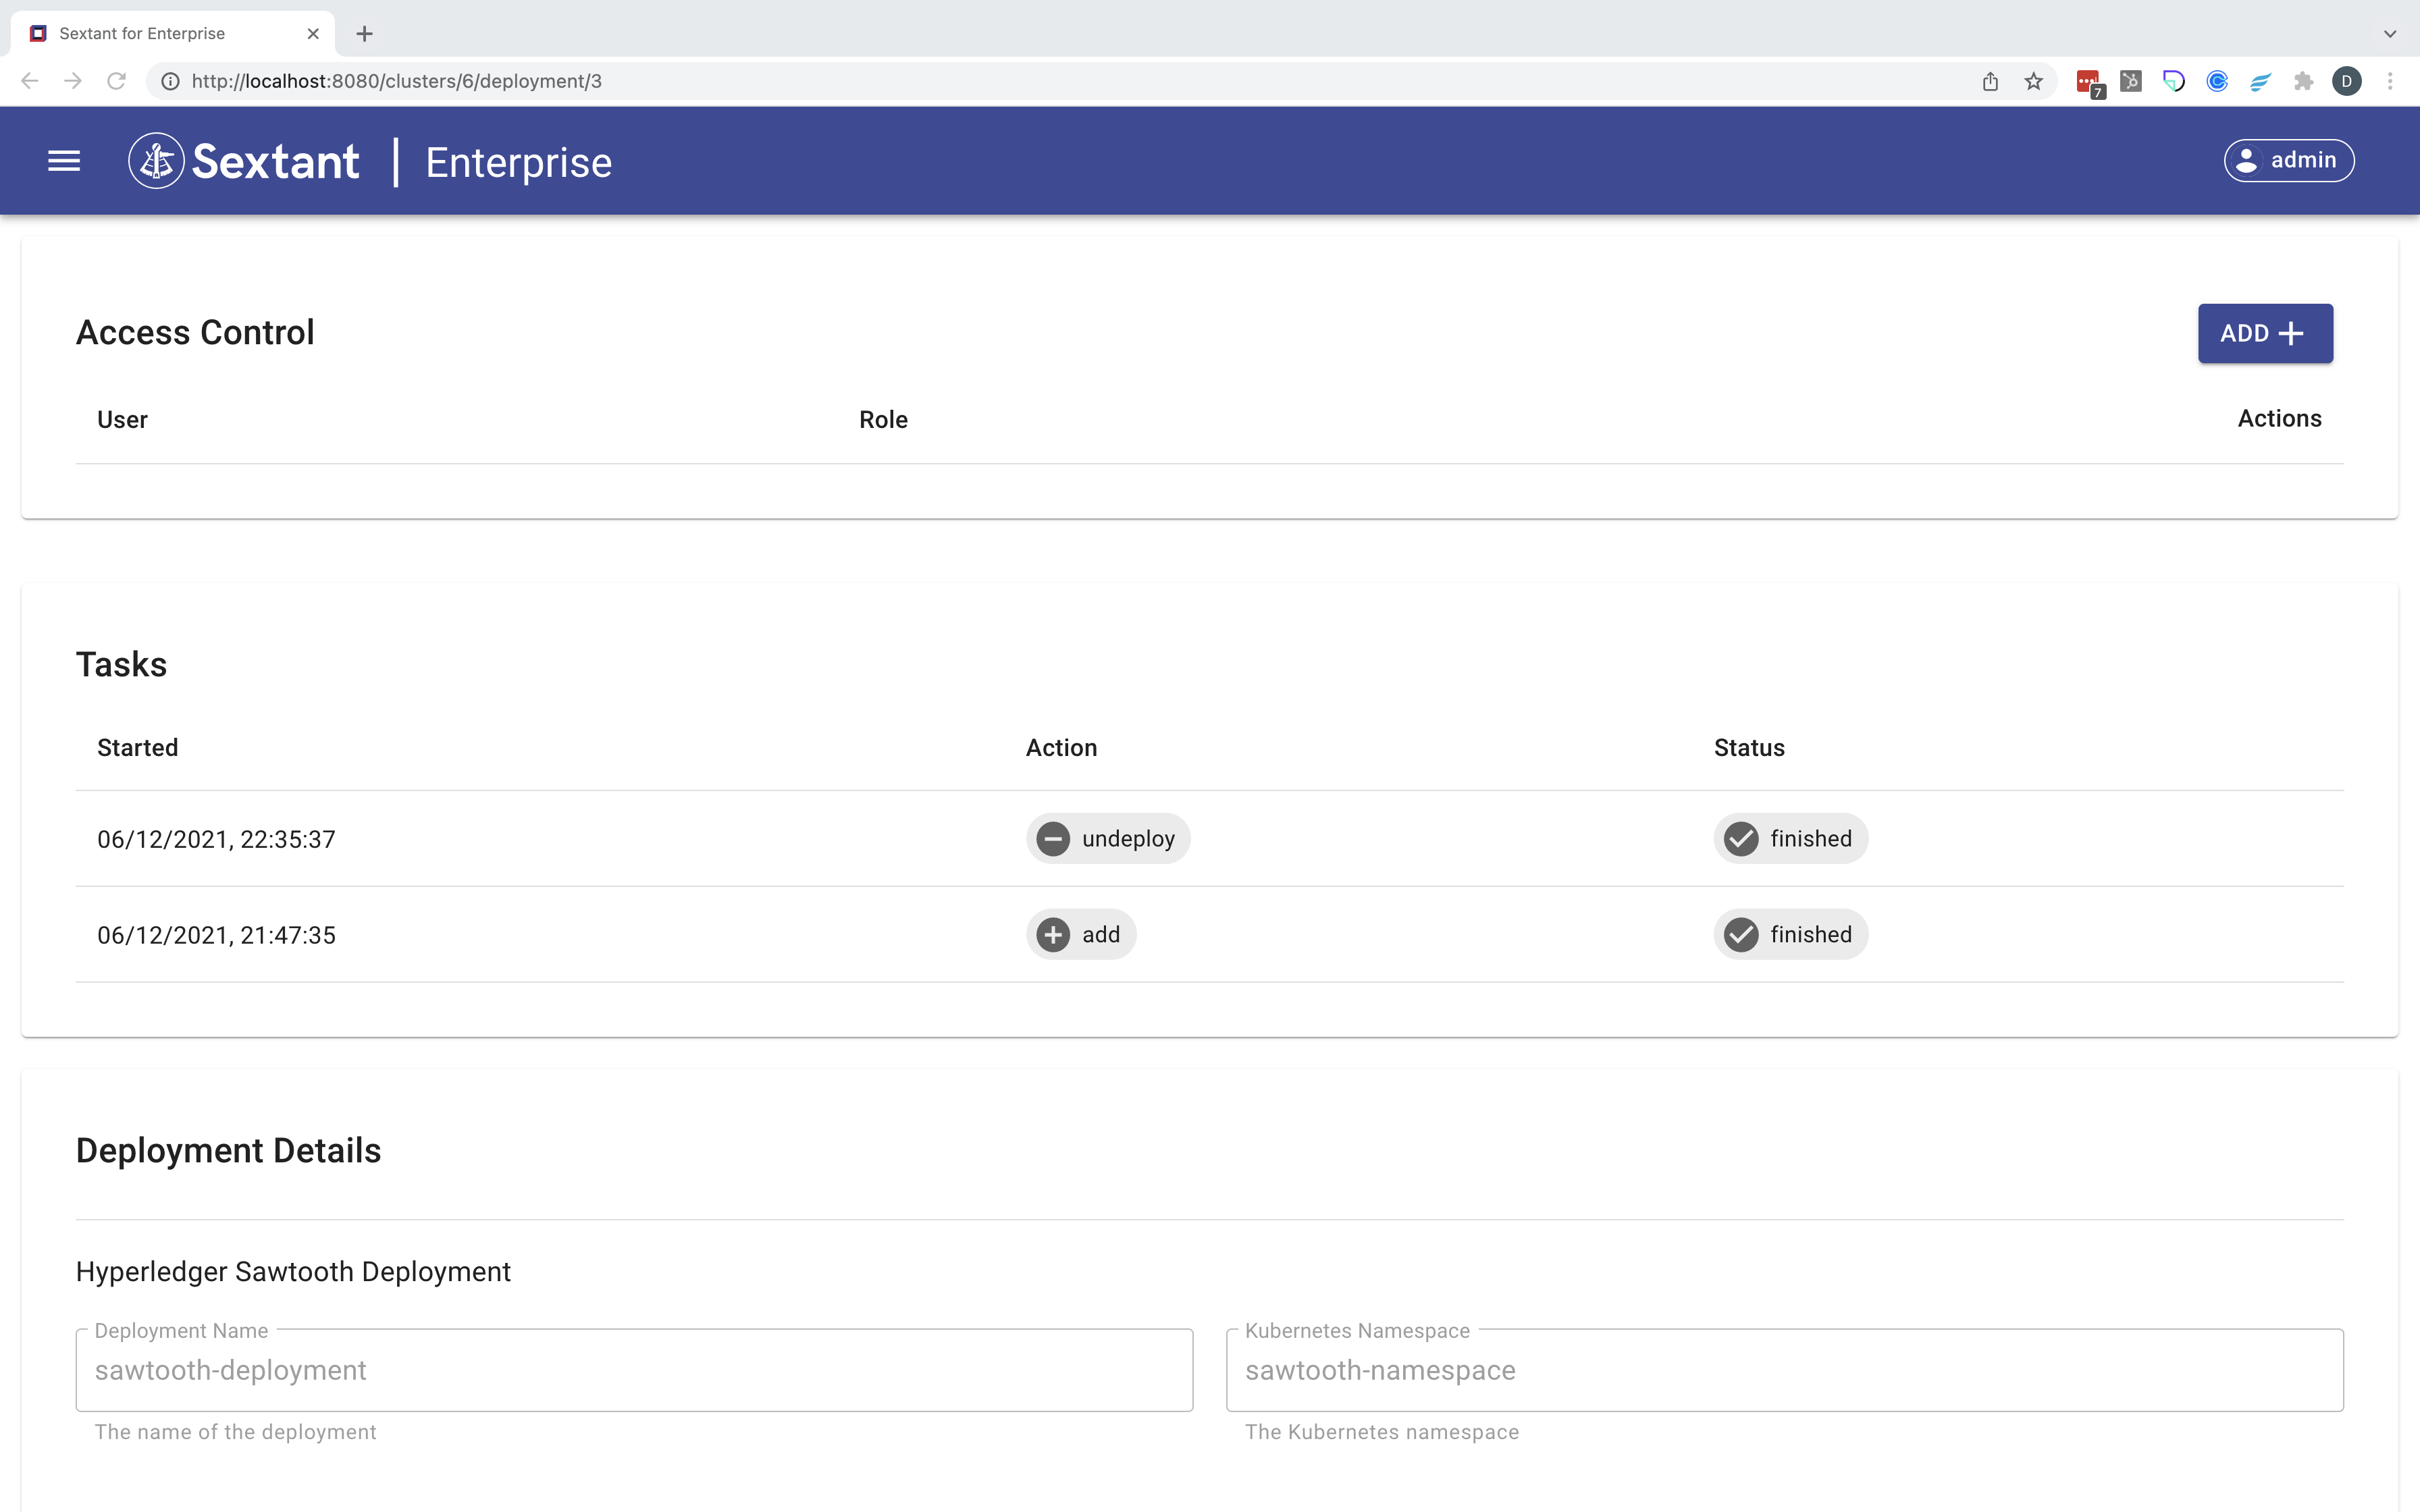 Sextant for Enterprise
http://localhost:8080/clusters/6/deployment/3
7
D
Sextant | Enterprise
admin
Access Control
ADD
User Role Actions
Tasks
Started Action Status
06/12/2021, 22:35:37 undeploy finished
06/12/2021, 21:47:35 add finished
Deployment Details
Hyperledger Sawtooth Deployment
Deployment Name Kubernetes Namespace
sawtooth-deployment sawtooth-namespace
The name of the deployment The Kubernetes namespace